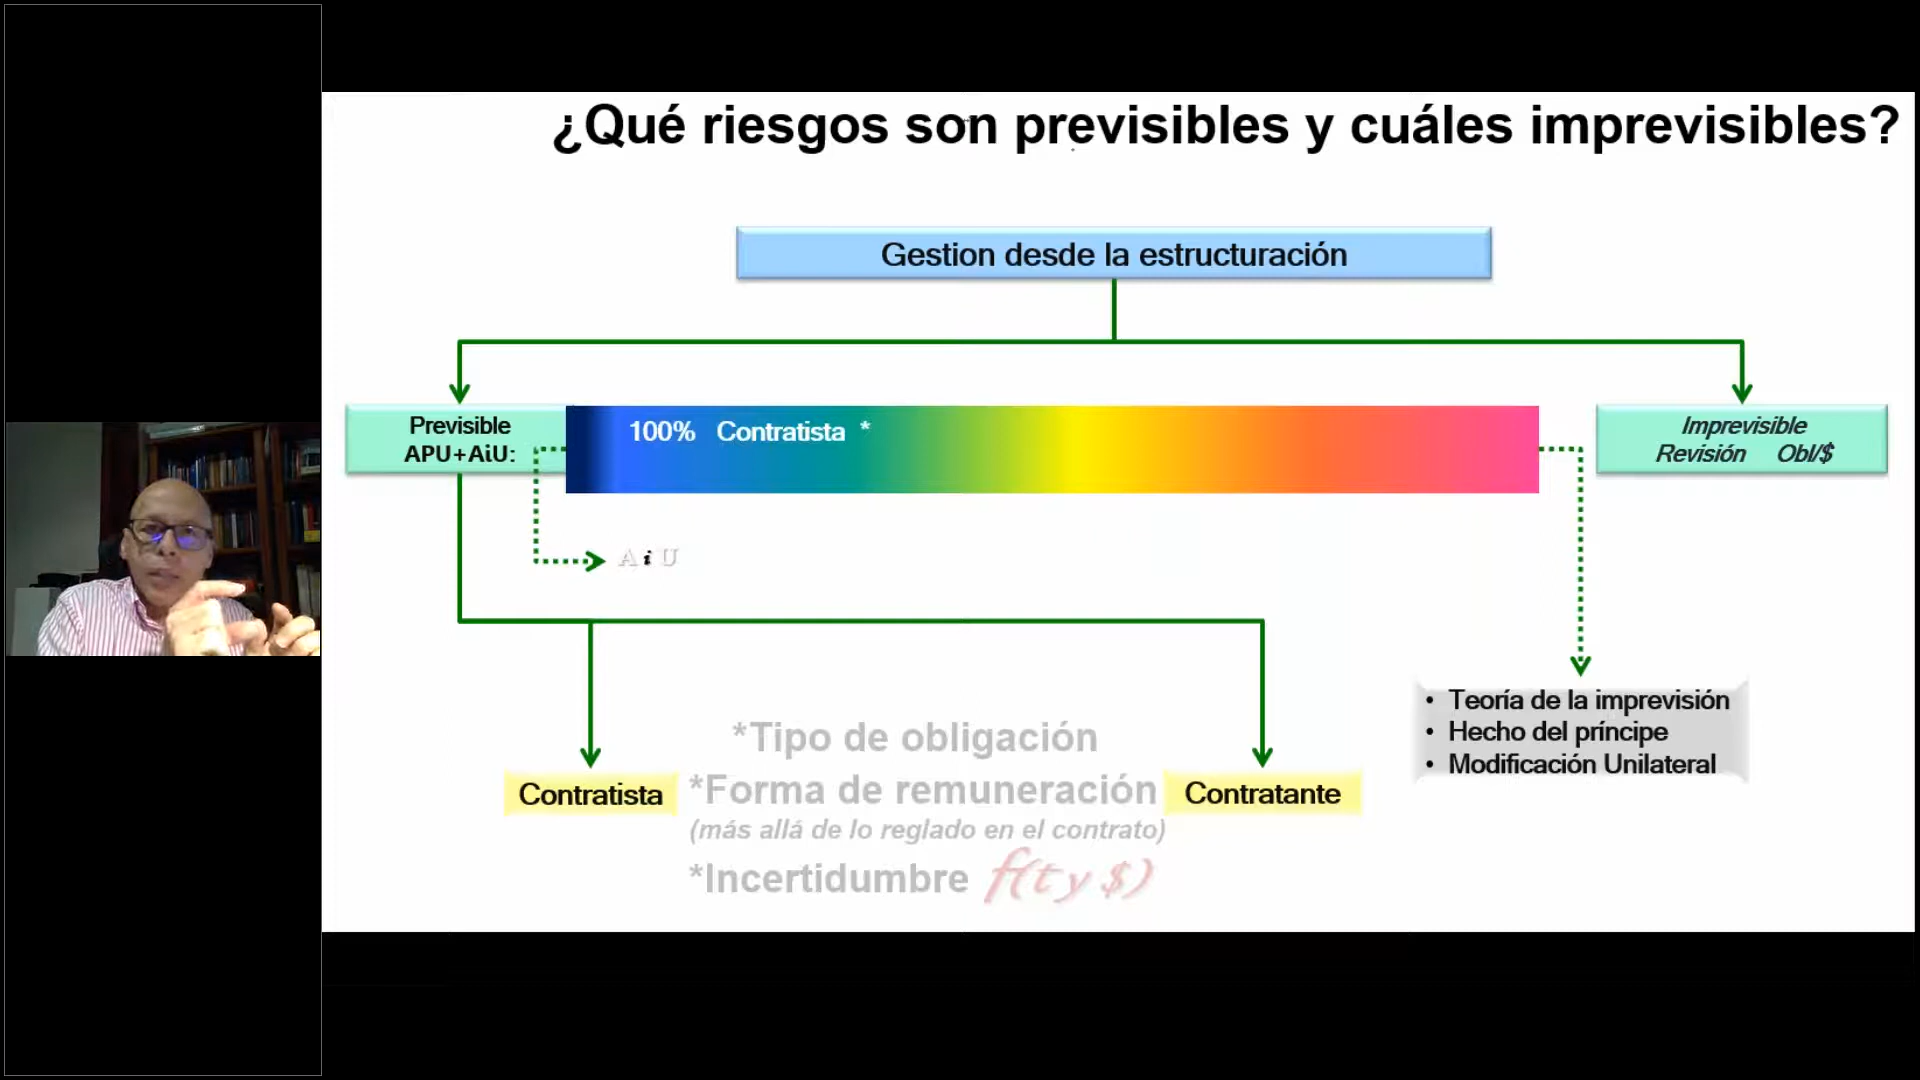 ¿Qué riesgos son previsibles y cuáles imprevisibles?
Gestion desde la estructuración
Previsible
APU+AiU:
100% Contratista *
Imprevisible
Revisión Obl/$
A i U
• Teoría de la imprevisión
• Hecho del príncipe
• Modificación Unilateral
*Tipo de obligación
Contratista
*Forma de remuneración
Contratante
(más allá de lo reglado en el contrato)
*Incertidumbre f(t y $)